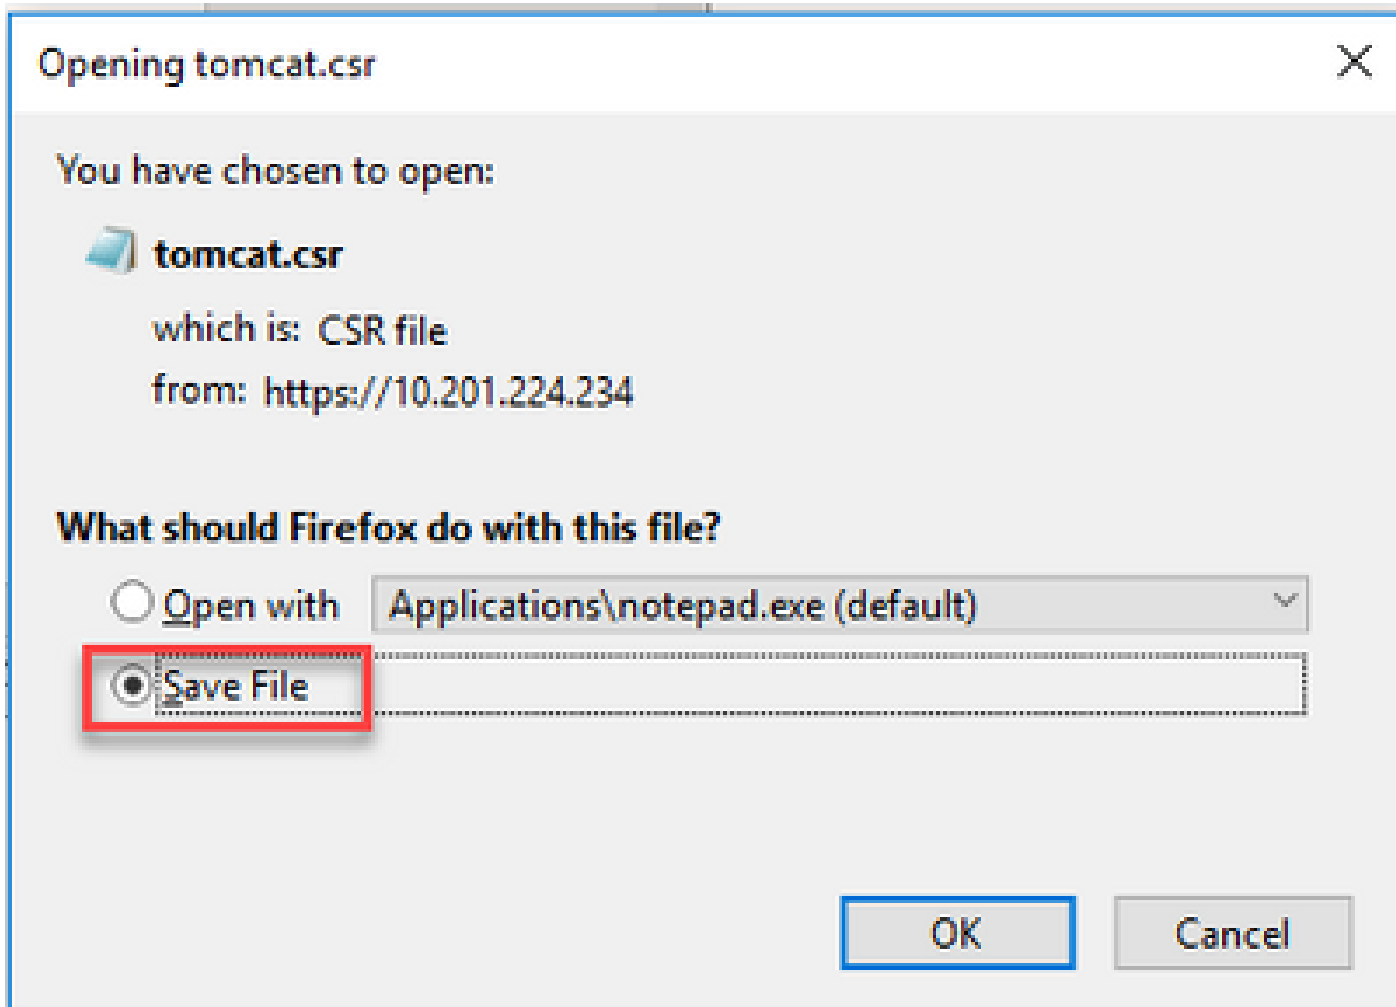 Opening tomcat.csr
You have chosen to open:
tomcat.csr
which is: CSR file
from: https://10.201.224.234
What should Firefox do with this file?
Open with Applications\notepad.exe (default)
Save File
OK Cancel